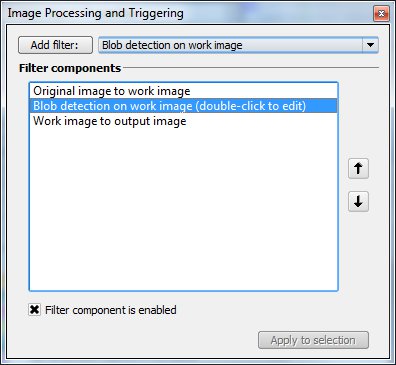 Image Processing and Triggering
Add filter: Blob detection on work image
Filter components
Original image to work image
Blob detection on work image (double-click to edit)
Work image to output image
Filter component is enabled
Apply to selection